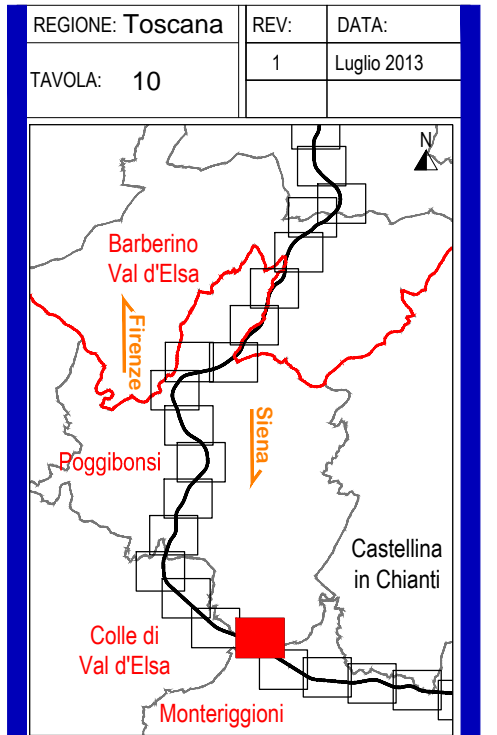 REGIONE: Toscana
REV:
DATA:
1
Luglio 2013
TAVOLA: 10
N
Barberino
Val d'Elsa
Firenze
Siena
Poggibonsi
Castellina
in Chianti
Colle di
Val d'Elsa
Monteriggioni